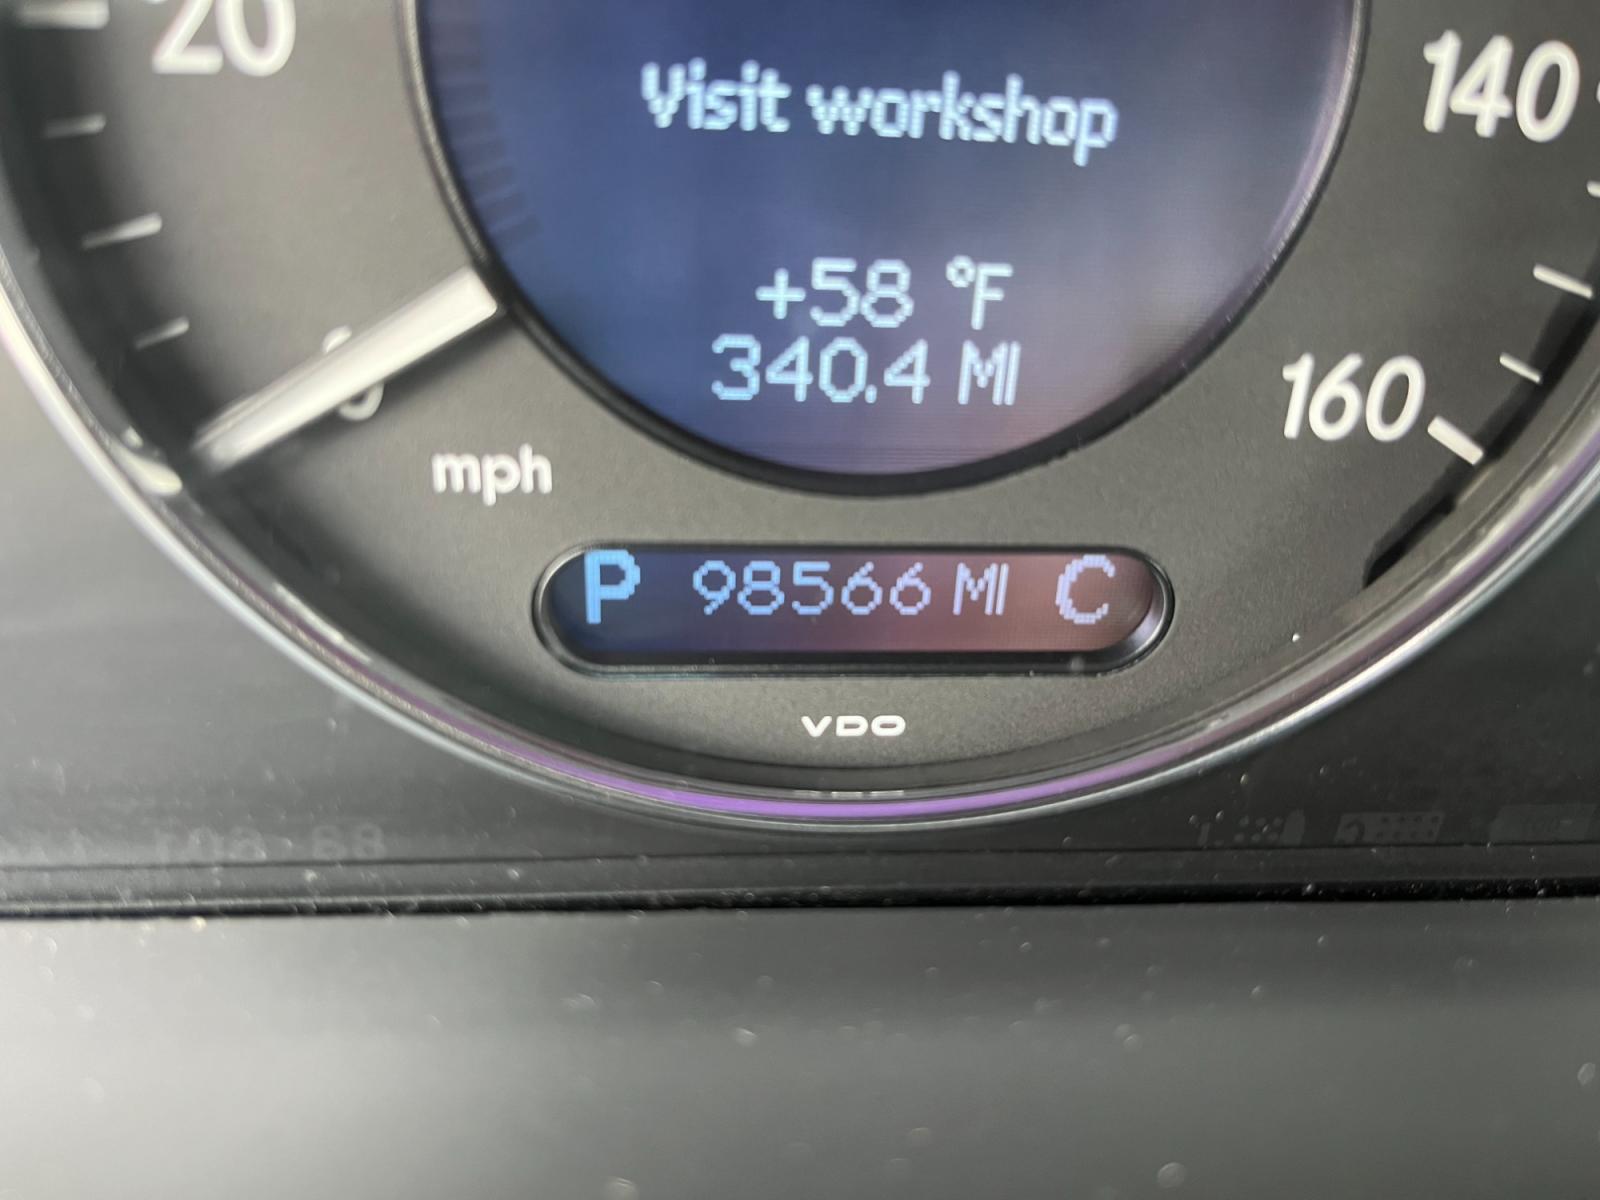 20
Visit workshop
140
+58 °F
340.4 MI
160
mph
P 98566 MI C
VDO